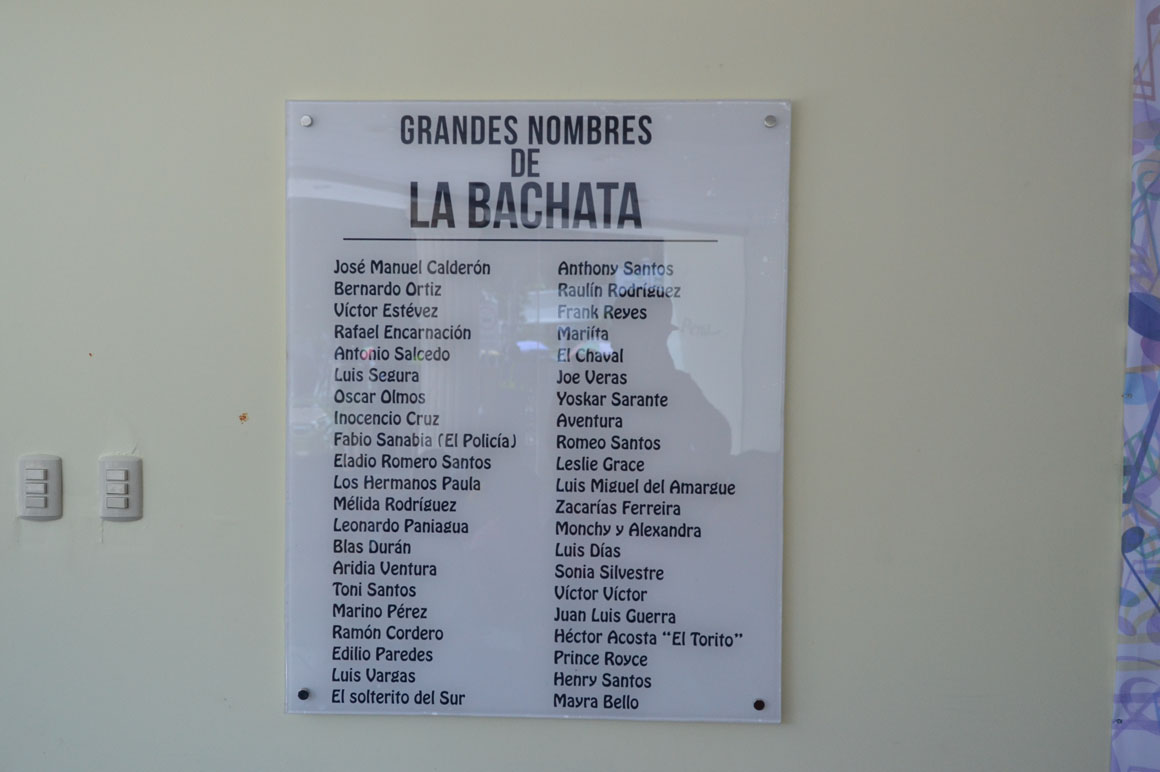 GRANDES NOMBRES
DE
LA BACHATA
José Manuel Calderón
Bernardo Ortiz
Víctor Estévez
Rafael Encarnación
Antonio Salcedo
Luis Segura
Oscar Olmos
Inocencio Cruz
Fabio Sanabia (El Policía)
Eladio Romero Santos
Los Hermanos Paula
Mélida Rodríguez
Leonardo Paniagua
Blas Durán
Aridia Ventura
Toni Santos
Marino Pérez
Ramón Cordero
Edilio Paredes
Luis Vargas
El solterito del Sur
Anthony Santos
Raulín Rodríguez
Frank Reyes
Mariíta
El Chaval
Joe Veras
Yoskar Sarante
Aventura
Romeo Santos
Leslie Grace
Luis Miguel del Amargue
Zacarías Ferreira
Monchy y Alexandra
Luis Días
Sonia Silvestre
Víctor Víctor
Juan Luis Guerra
Héctor Acosta “El Torito”
Prince Royce
Henry Santos
Mayra Bello